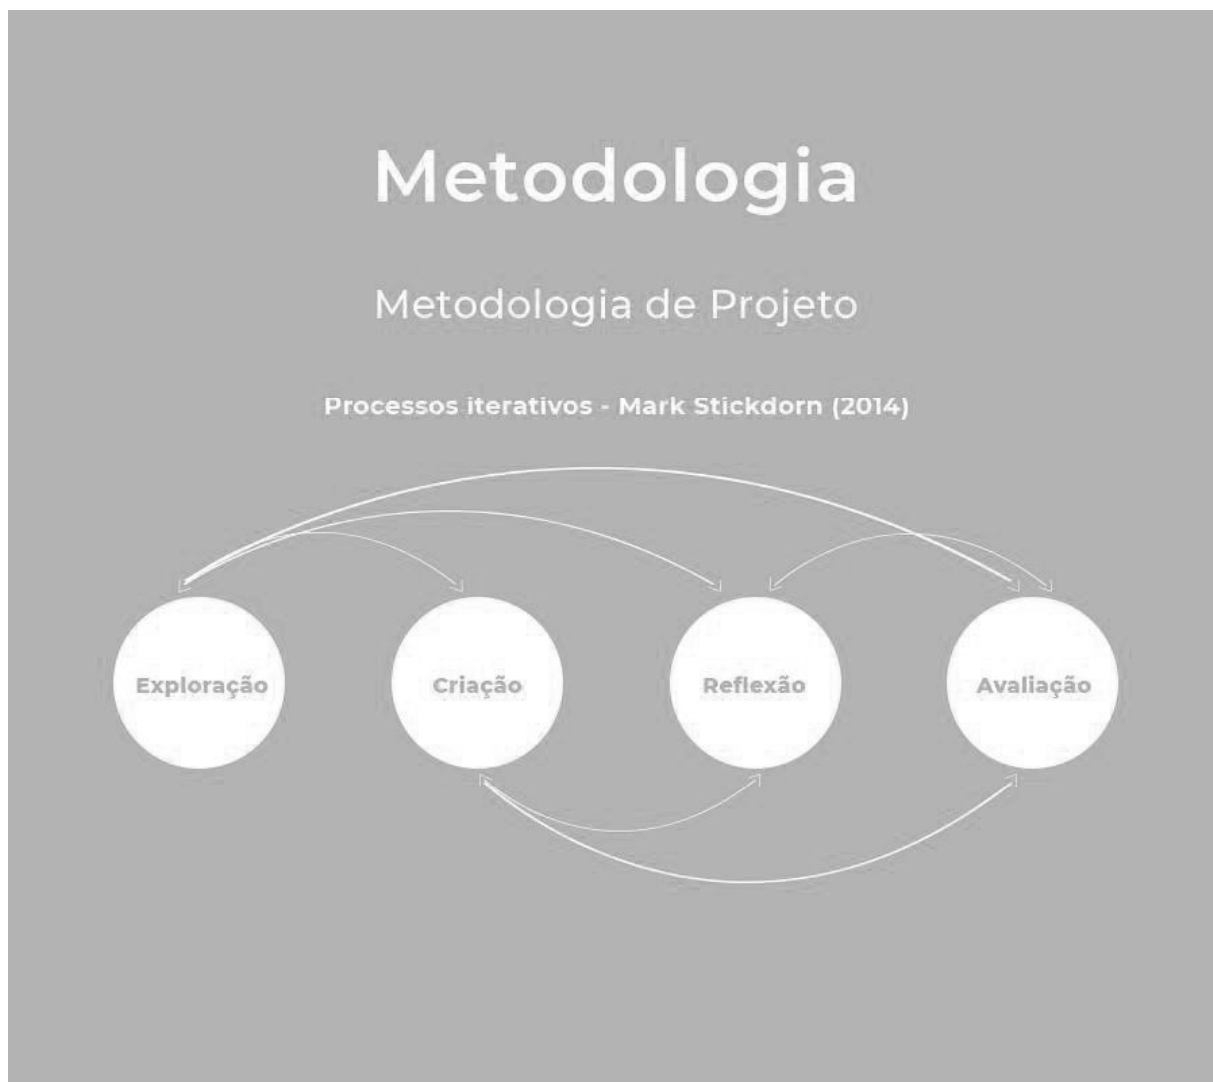 Metodologia
Metodologia de Projeto
Processos iterativos - Mark Stickdorn (2014)
Exploração
Criação
Reflexão
Avaliação